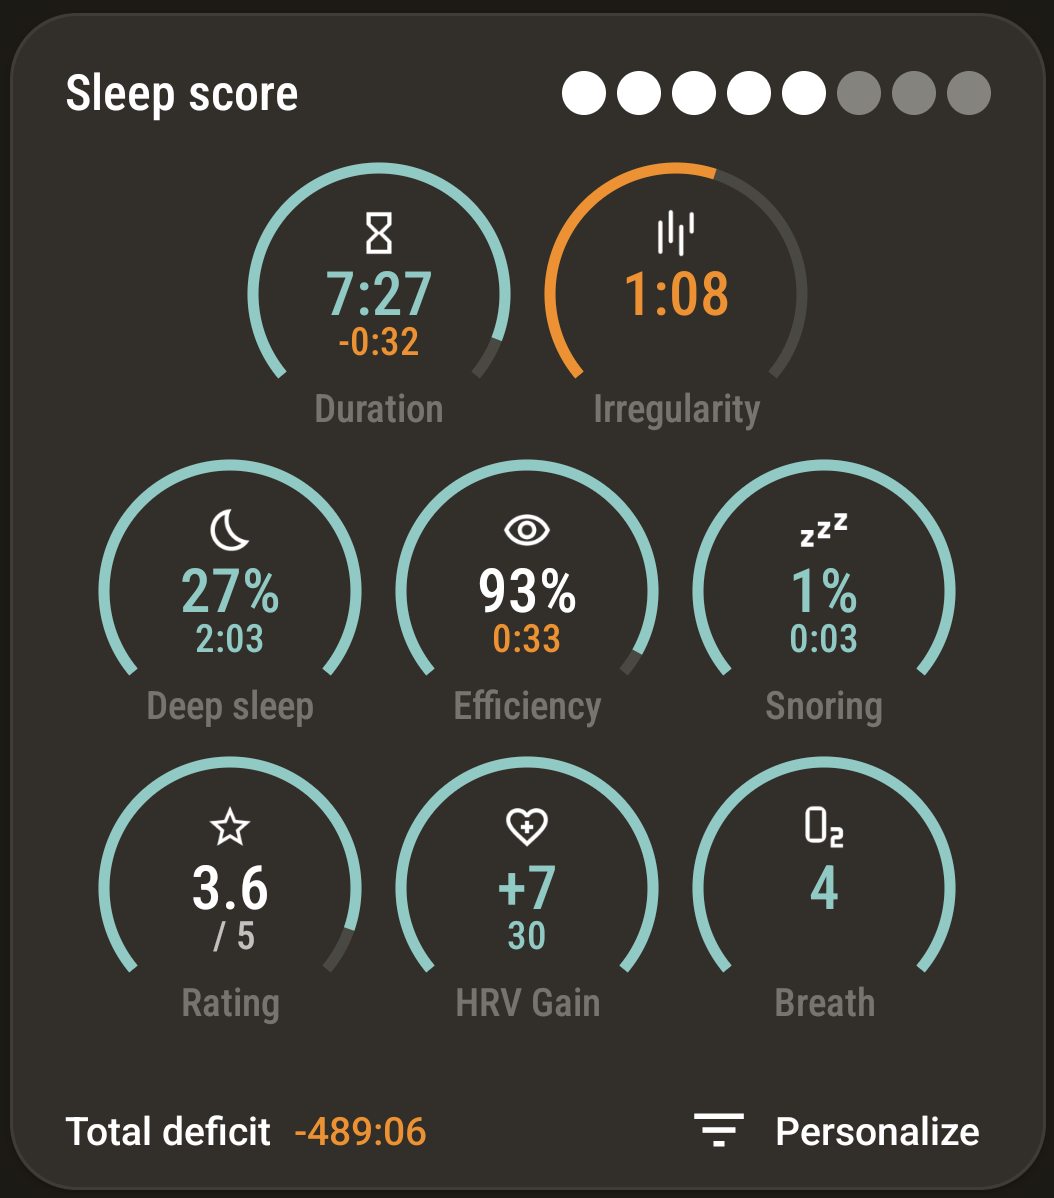 Sleep score
7:27
-0:32
Duration
1:08
Irregularity
27%
2:03
Deep sleep
93%
0:33
Efficiency
zzz
1%
0:03
Snoring
3.6
/ 5
Rating
+7
30
HRV Gain
O2
4
Breath
Total deficit -489:06
Personalize